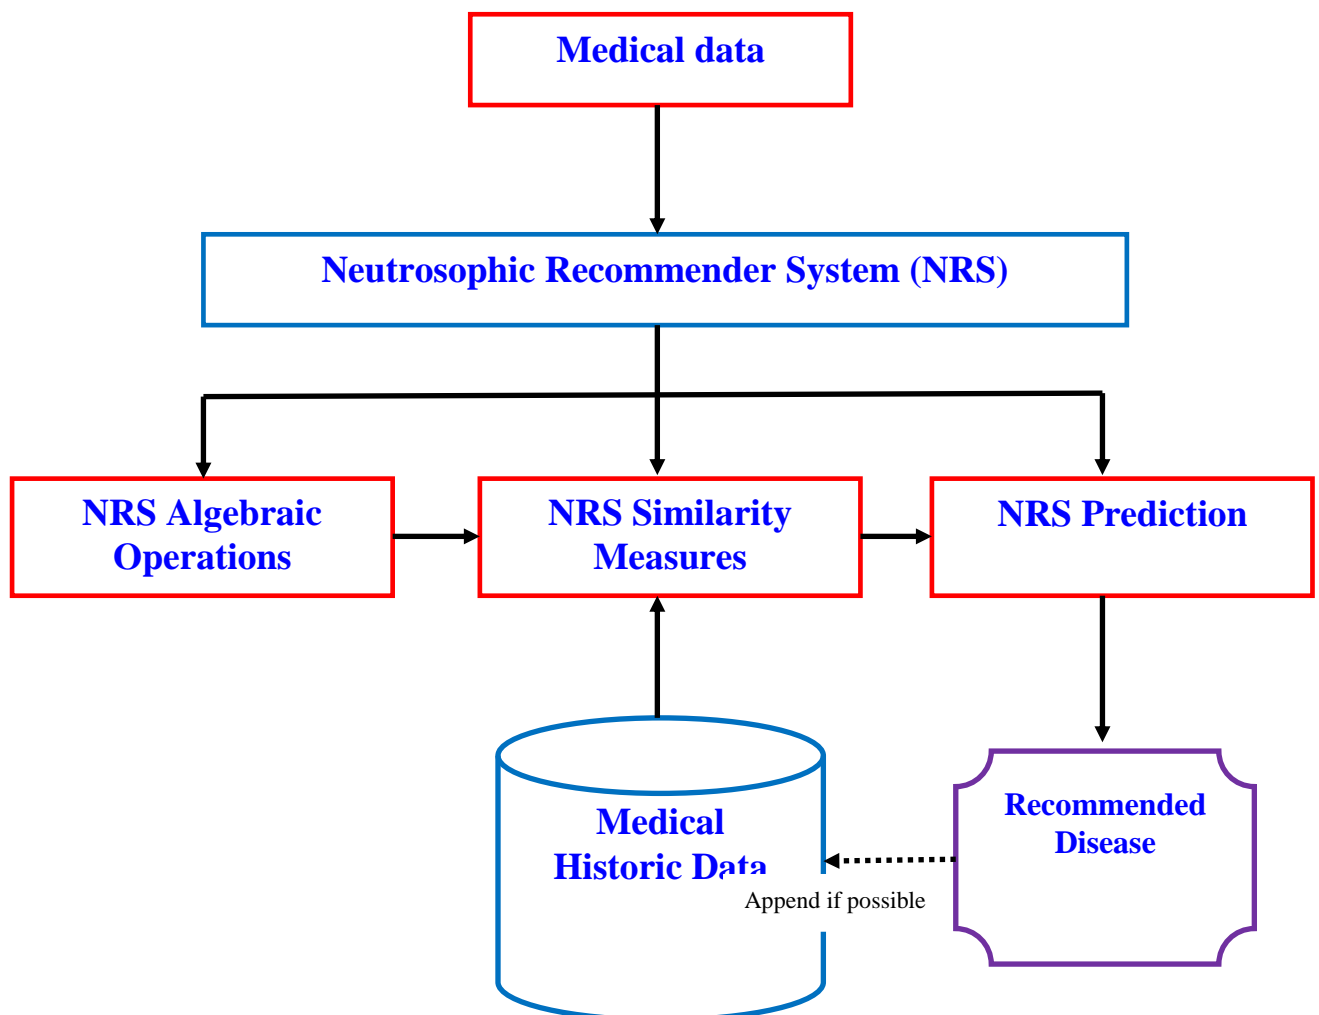 Medical data
Neutrosophic Recommender System (NRS)
NRS Algebraic
Operations
NRS Similarity
Measures
NRS Prediction
Medical
Historic Data
Recommended
Disease
Append if possible